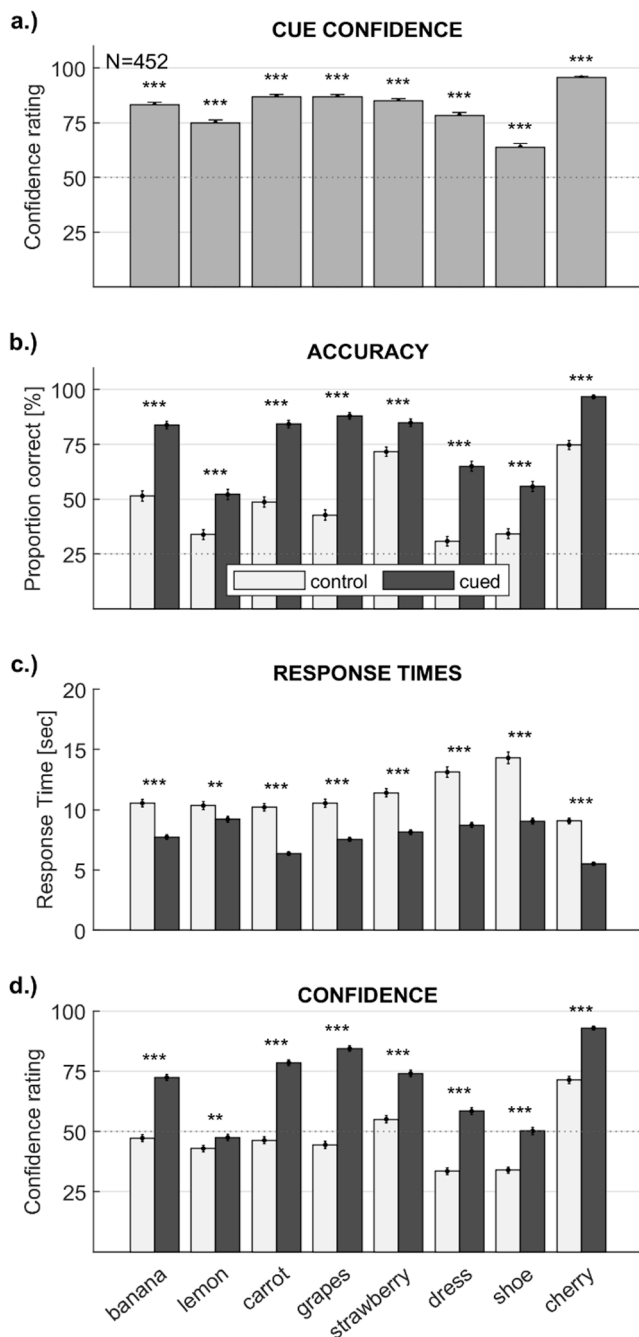 a.)
CUE CONFIDENCE
N=452
100
75
50
25
Confidence rating
*** *** *** *** *** *** *** ***
b.)
ACCURACY
100
75
50
25
Proportion correct [%]
*** *** *** *** *** *** *** ***
control cued
c.)
RESPONSE TIMES
20
15
10
5
0
Response Time [sec]
*** ** *** *** *** *** *** ***
d.)
CONFIDENCE
100
75
50
25
Confidence rating
*** ** *** *** *** *** *** ***
banana lemon carrot grapes strawberry dress shoe cherry